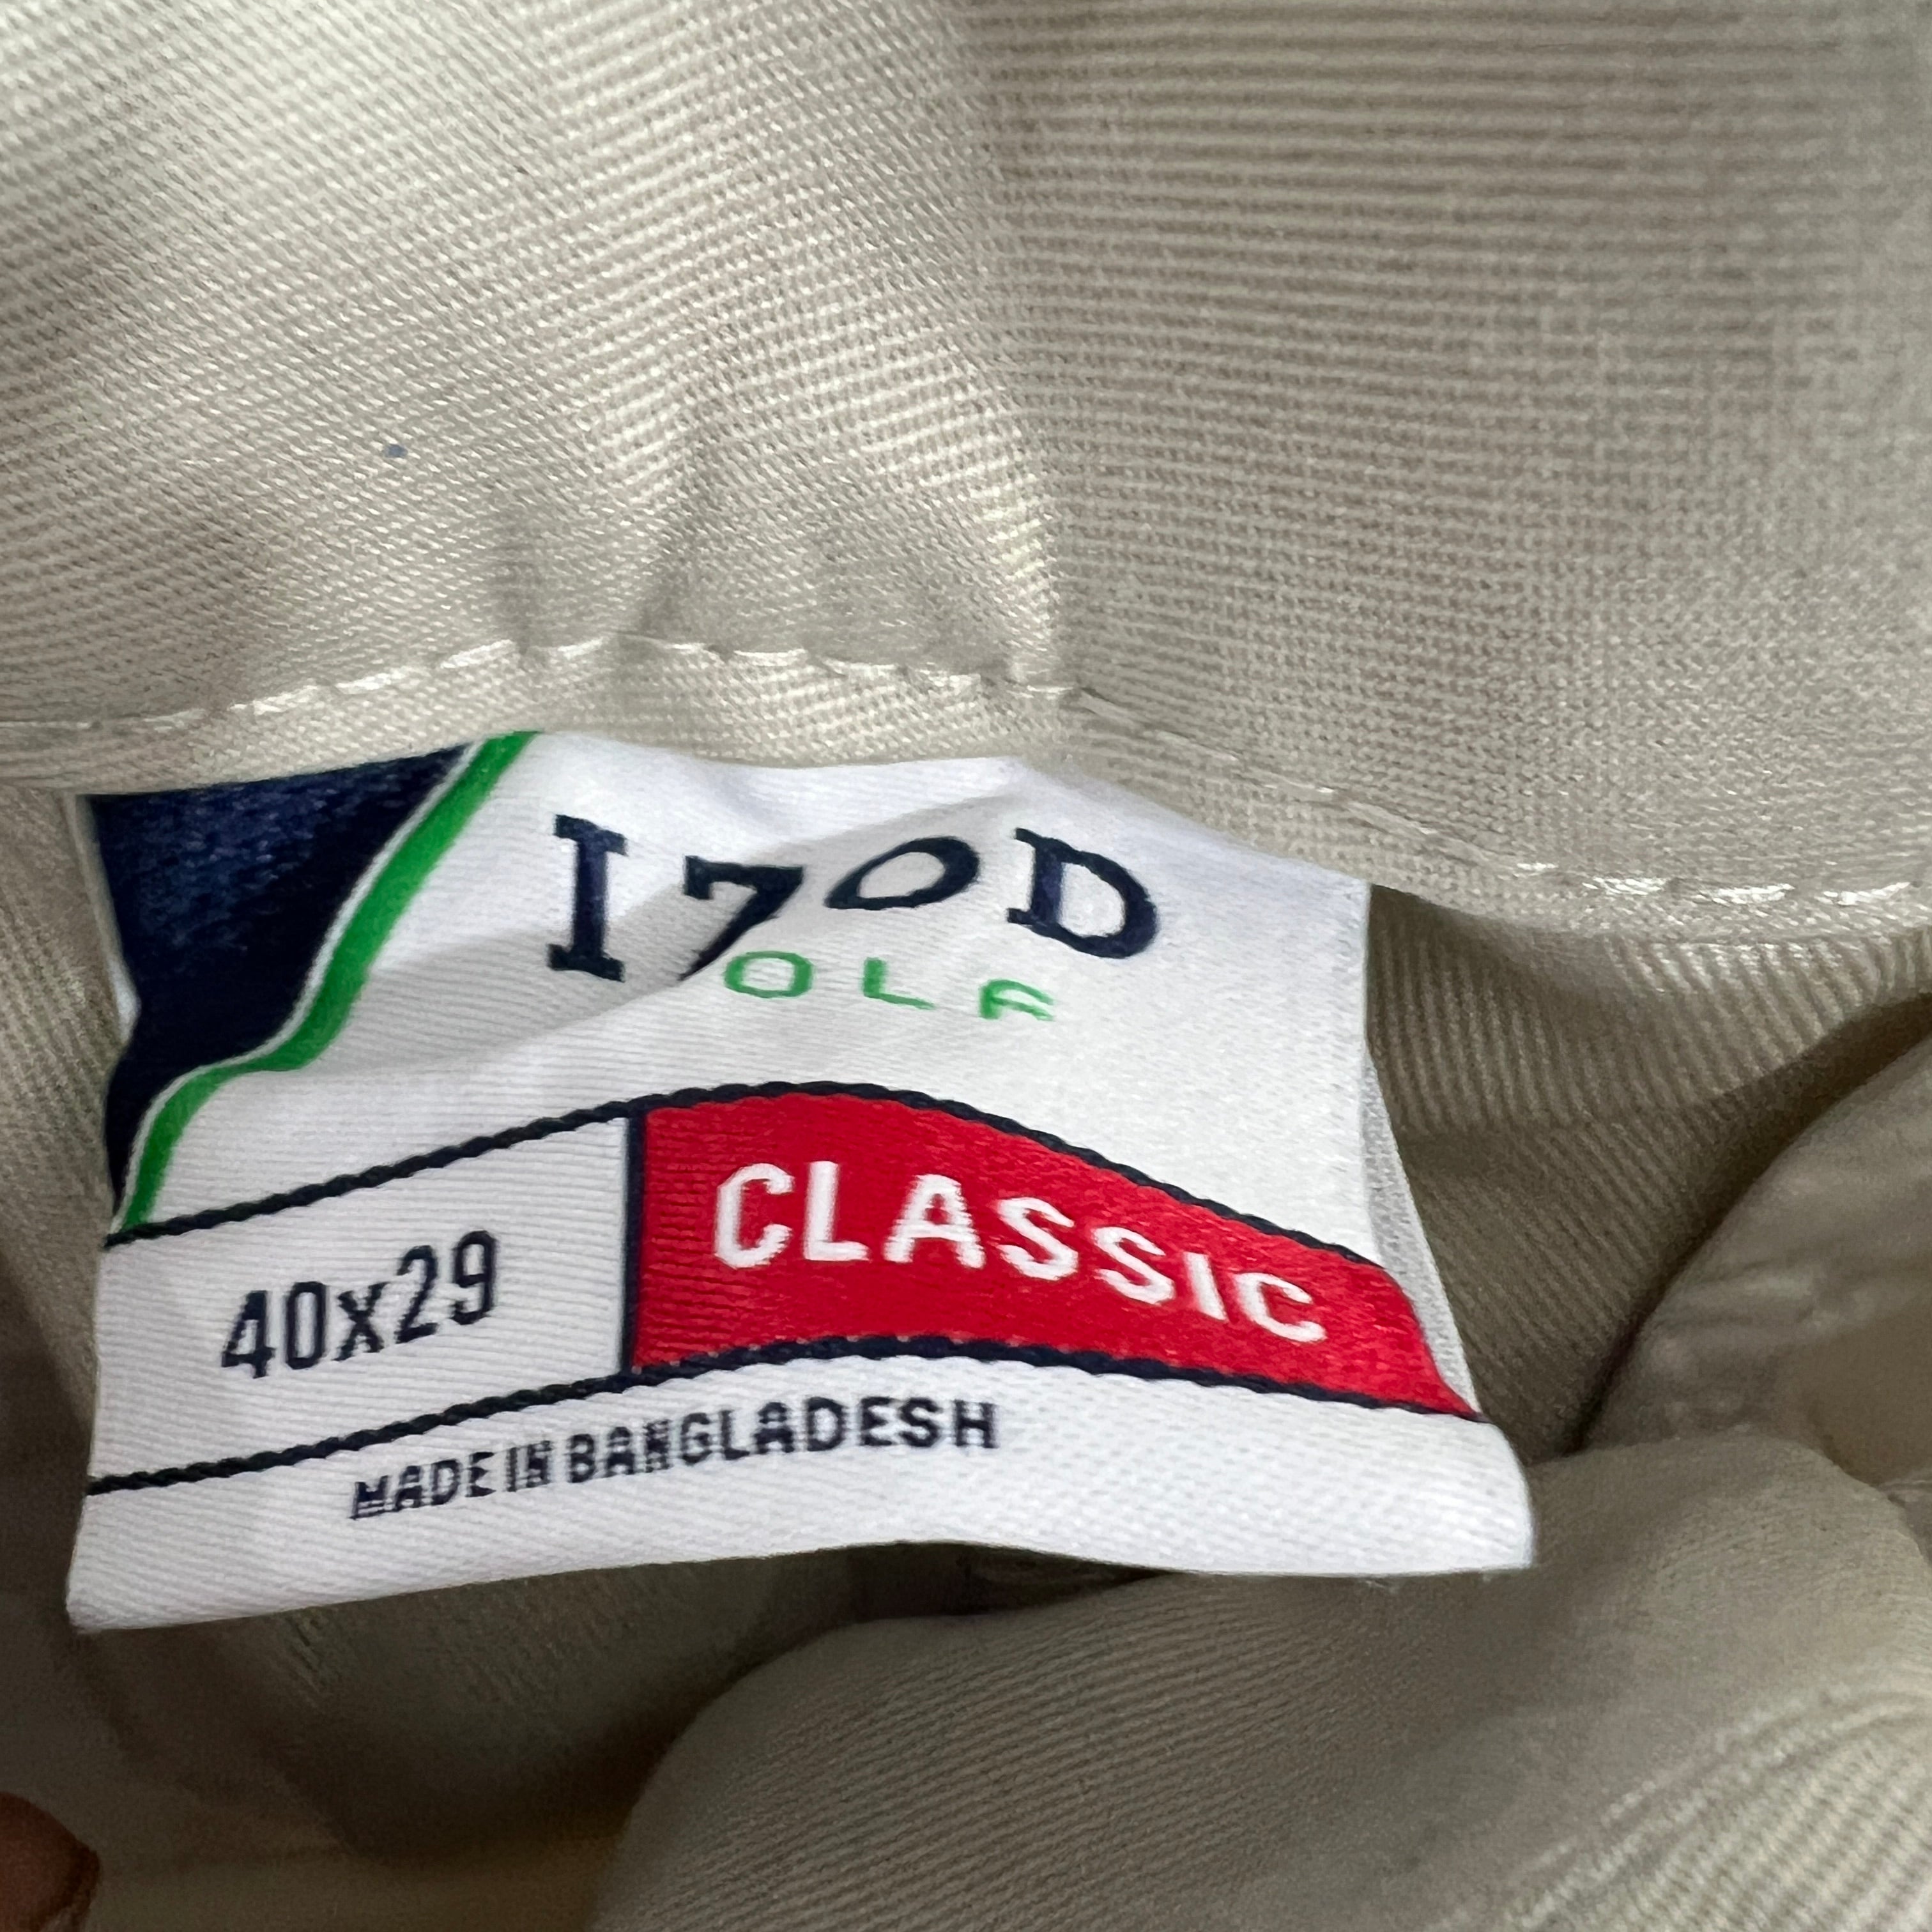 IZOD
GOLF
40x29
CLASSIC
MADE IN BANGLADESH